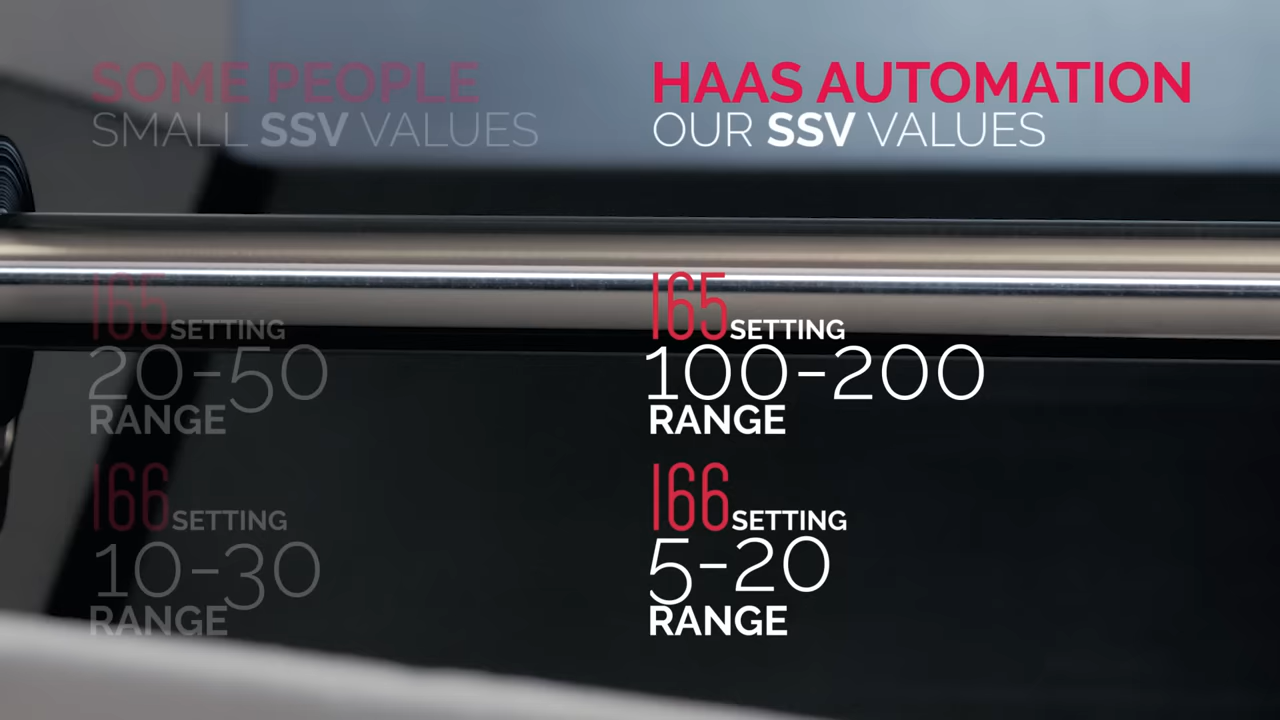 SOME PEOPLE
SMALL SSV VALUES
165 SETTING
20-50
RANGE
166 SETTING
10-30
RANGE
HAAS AUTOMATION
OUR SSV VALUES
165 SETTING
100-200
RANGE
166 SETTING
5-20
RANGE